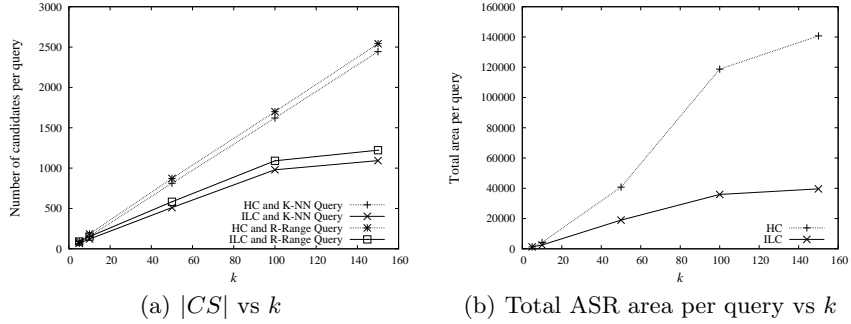 Number of candidates per query
3000
2500
2000
1500
1000
500
0
0 20 40 60 80 100 120 140 160
k
HC and K-NN Query
ILC and K-NN Query
HC and R-Range Query
ILC and R-Range Query
(a) |CS| vs k
Total area per query
160000
140000
120000
100000
80000
60000
40000
20000
0
0 20 40 60 80 100 120 140 160
k
HC
ILC
(b) Total ASR area per query vs k